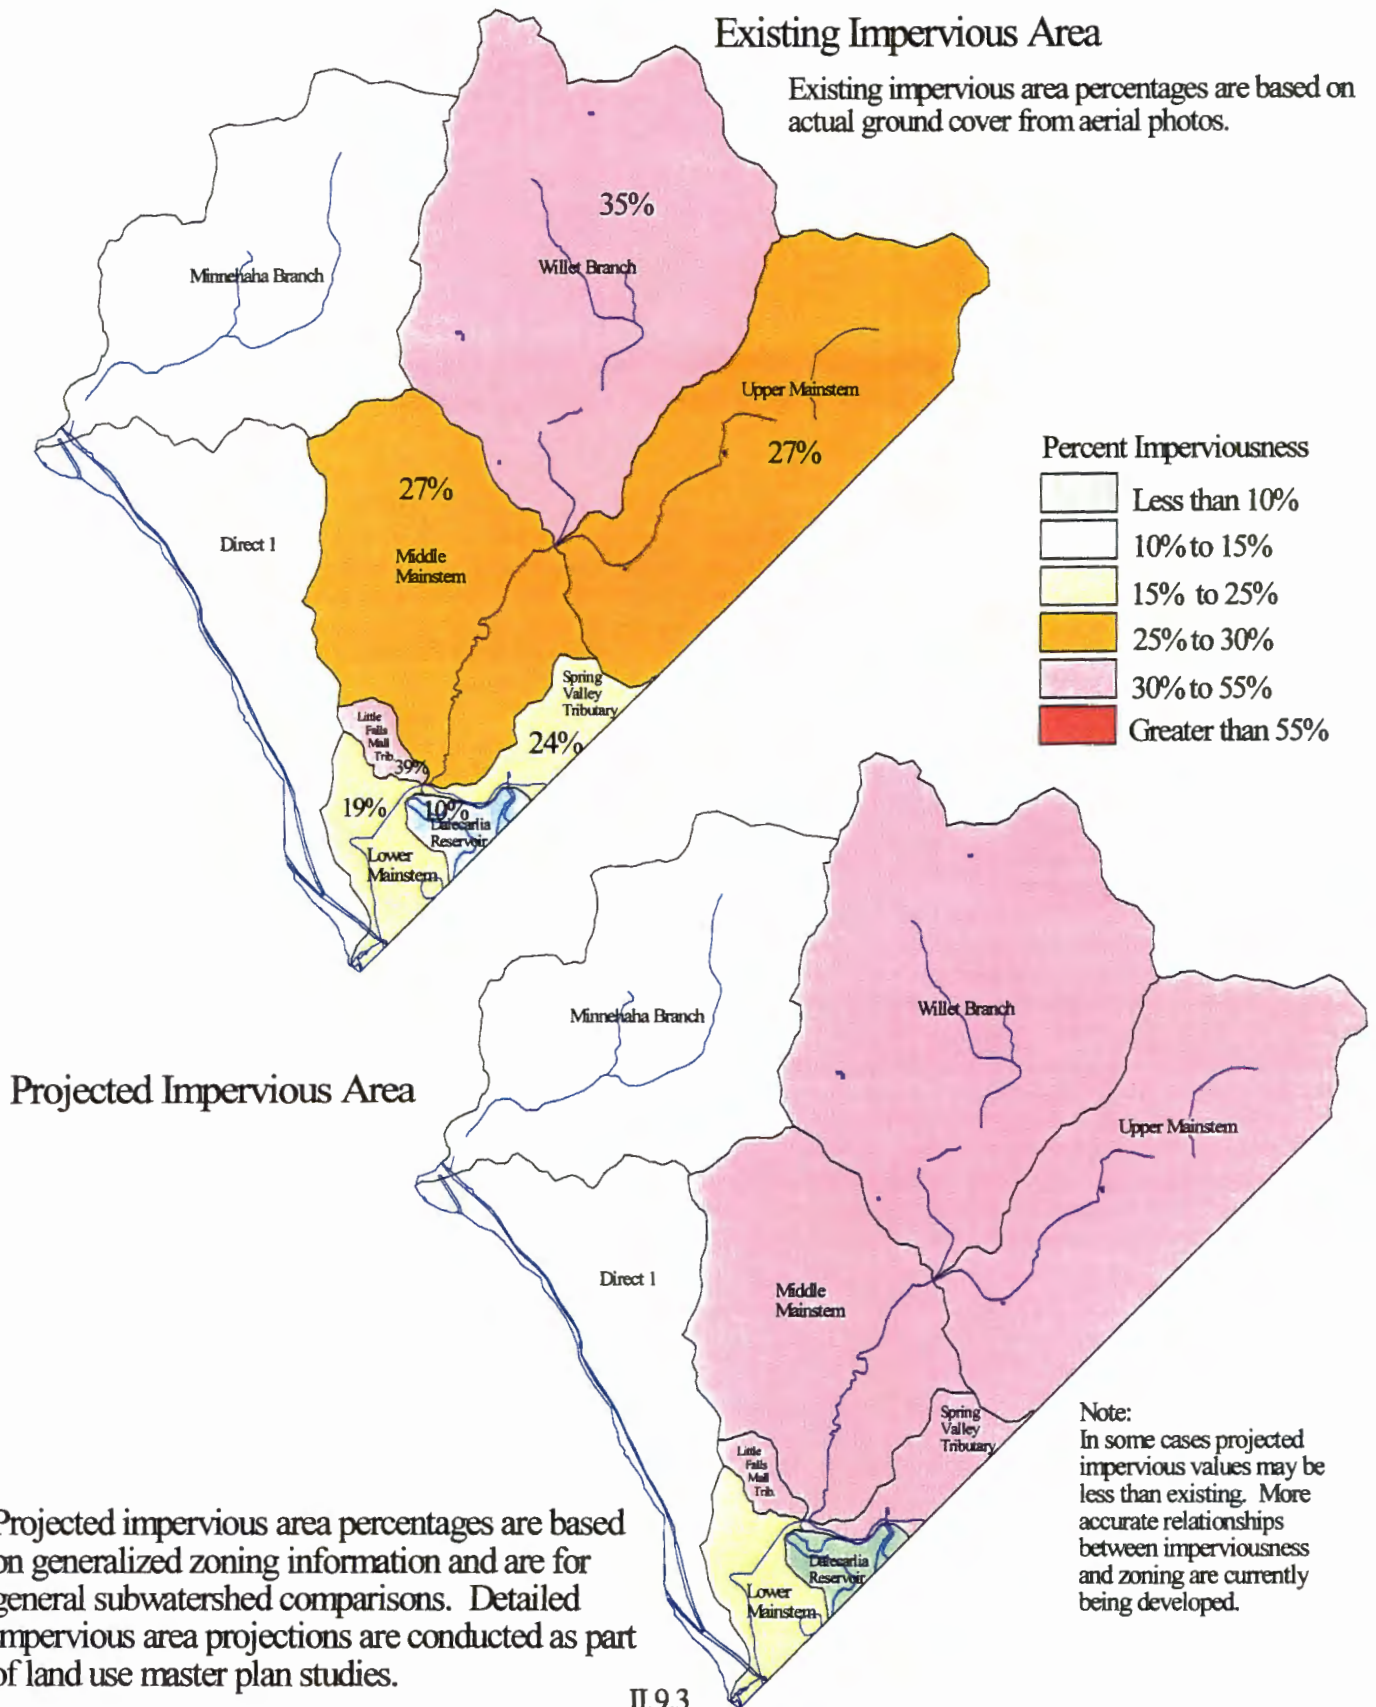 Existing Impervious Area
Existing impervious area percentages are based on
actual ground cover from aerial photos.
35%
Minnehaha Branch
Willet Branch
Upper Mainstem
27%
27%
Direct 1
Middle
Mainstem
Percent Imperviousness
Less than 10%
10% to 15%
15% to 25%
25% to 30%
30% to 55%
Greater than 55%
Spring
Valley
Tributary
24%
Little
Falls
Mall
Trib.
39%
19%
10%
Dalecarlia
Reservoir
Lower
Mainstem
Projected Impervious Area
Minnehaha Branch
Willet Branch
Upper Mainstem
Direct 1
Middle
Mainstem
Spring
Valley
Tributary
Little
Falls
Mall
Trib.
Dalecarlia
Reservoir
Lower
Mainstem
Note:
In some cases projected
impervious values may be
less than existing. More
accurate relationships
between imperviousness
and zoning are currently
being developed.
Projected impervious area percentages are based
on generalized zoning information and are for
general subwatershed comparisons. Detailed
impervious area projections are conducted as part
of land use master plan studies.
II 9.3